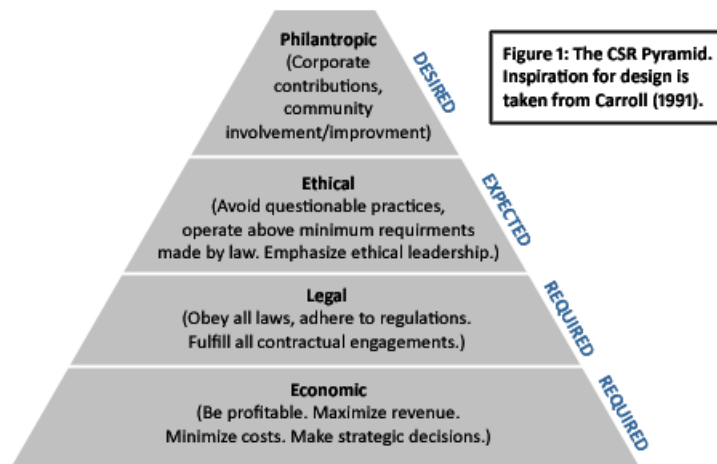 Philantropic
(Corporate
contributions,
community
involvement/improvment)
DESIRED
Figure 1: The CSR Pyramid.
Inspiration for design is
taken from Carroll (1991).
Ethical
(Avoid questionable practices,
operate above minimum requirments
made by law. Emphasize ethical leadership.)
EXPECTED
Legal
(Obey all laws, adhere to regulations.
Fulfill all contractual engagements.)
REQUIRED
Economic
(Be profitable. Maximize revenue.
Minimize costs. Make strategic decisions.)
REQUIRED